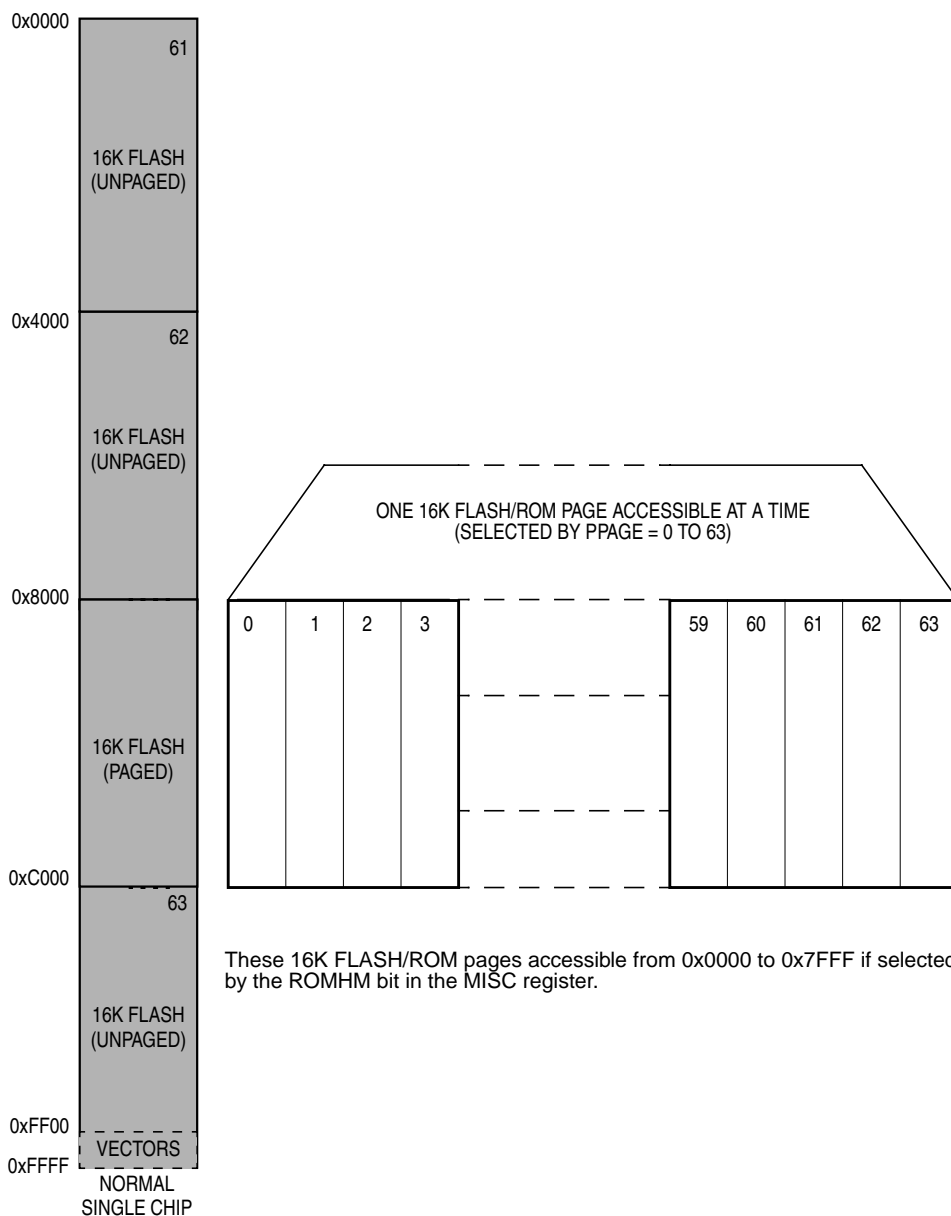 0x0000
61
16K FLASH
(UNPAGED)
0x4000
62
16K FLASH
(UNPAGED)
ONE 16K FLASH/ROM PAGE ACCESSIBLE AT A TIME
(SELECTED BY PPAGE = 0 TO 63)
0x8000
0 1 2 3 59 60 61 62 63
16K FLASH
(PAGED)
0xC000
63
These 16K FLASH/ROM pages accessible from 0x0000 to 0x7FFF if selected
by the ROMHM bit in the MISC register.
16K FLASH
(UNPAGED)
0xFF00
VECTORS
0xFFFF
NORMAL
SINGLE CHIP